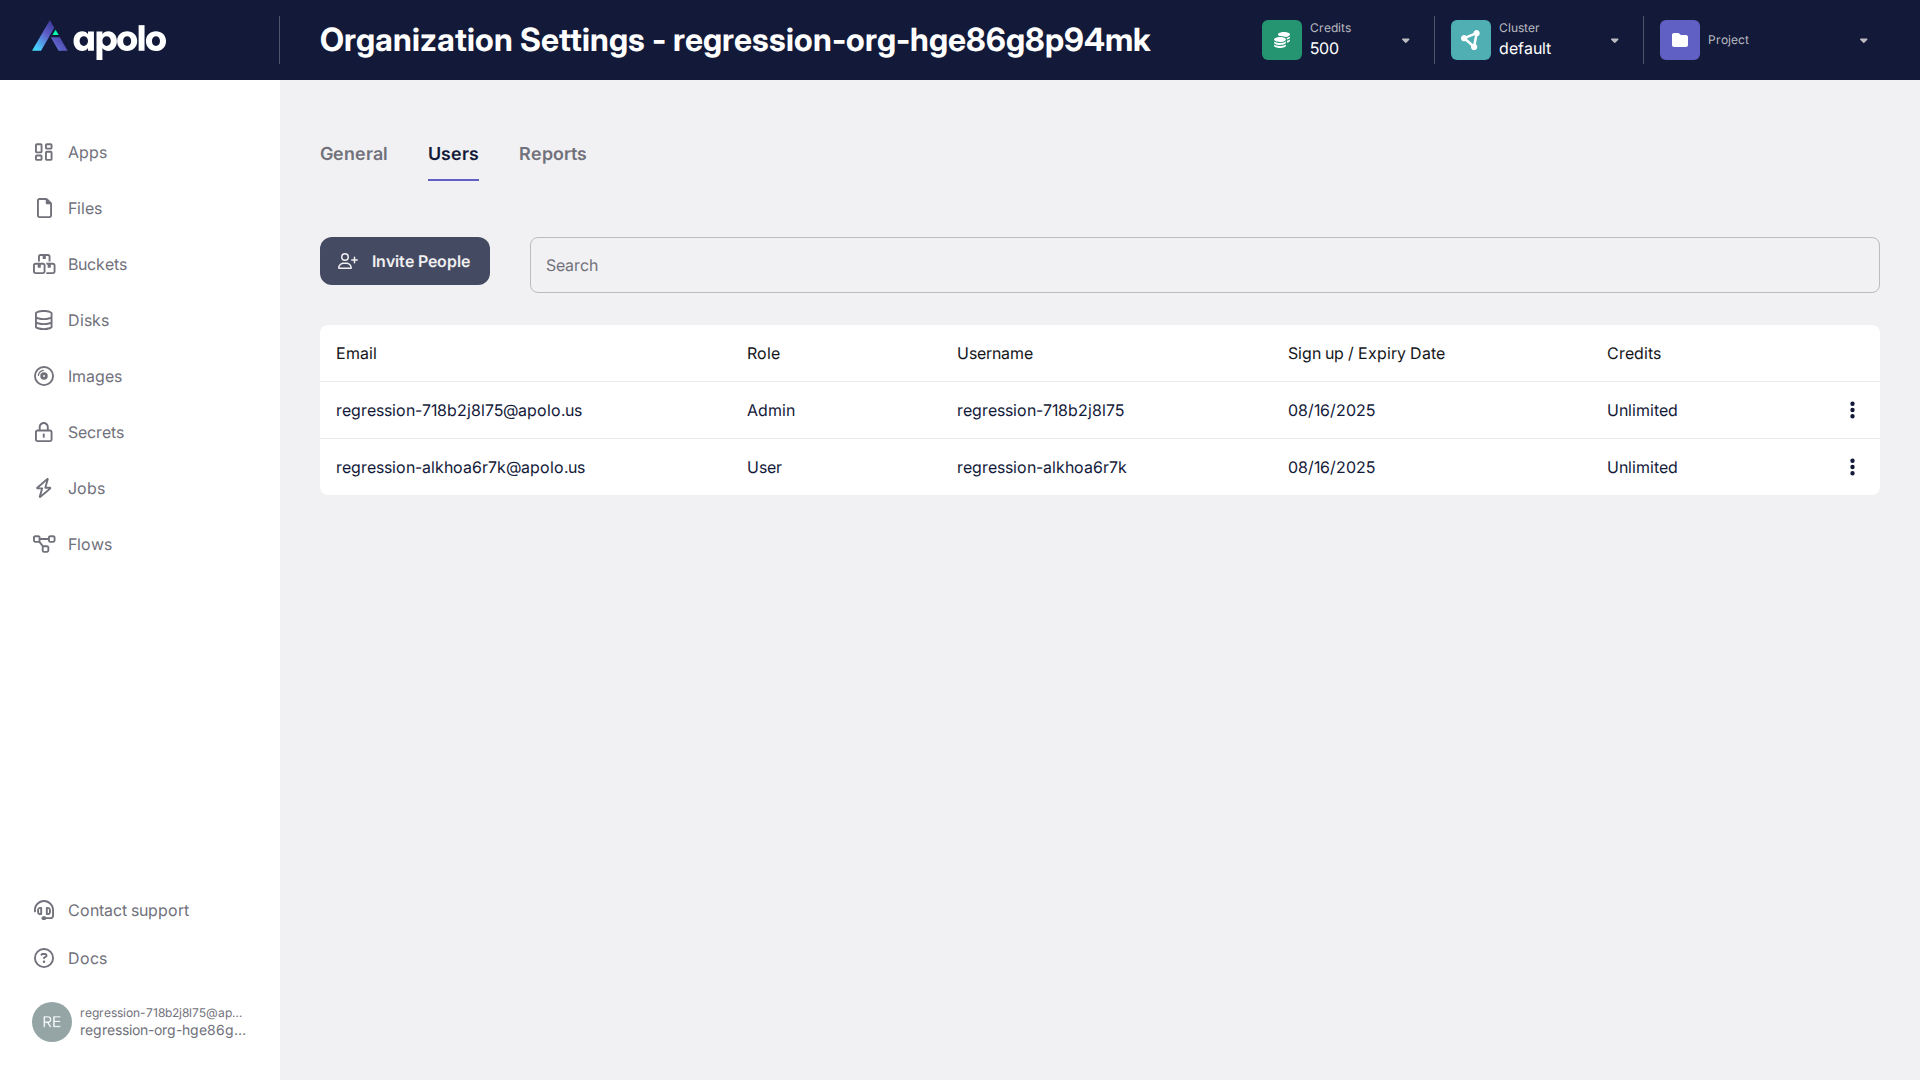 apolo
Organization Settings - regression-org-hge86g8p94mk
Credits
500
Cluster
default
Project
Apps
Files
Buckets
Disks
Images
Secrets
Jobs
Flows
General Users Reports
Invite People
Search
Email Role Username Sign up / Expiry Date Credits
regression-718b2j8l75@apolo.us Admin regression-718b2j8l75 08/16/2025 Unlimited
regression-alkhoa6r7k@apolo.us User regression-alkhoa6r7k 08/16/2025 Unlimited
Contact support
Docs
RE
regression-718b2j8l75@ap...
regression-org-hge86g...